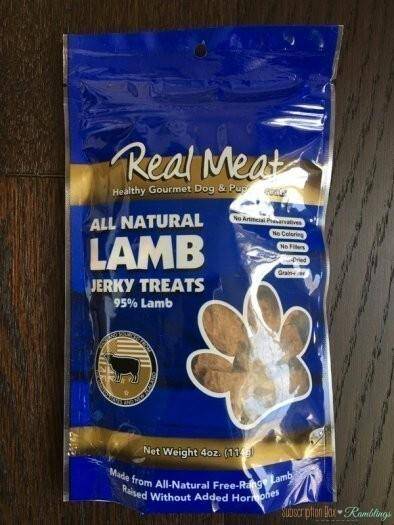 Real Meat
Healthy Gourmet Dog &
No Artificial Preservatives
ALL NATURAL
No Coloring
LAMB
No Fillers
JERKY TREATS
95% Lamb
Net Weight 4oz. (114g)
Made from All-Natural Free-Range Lamb
Raised Without Added Hormones
Subscription Box Ramblings